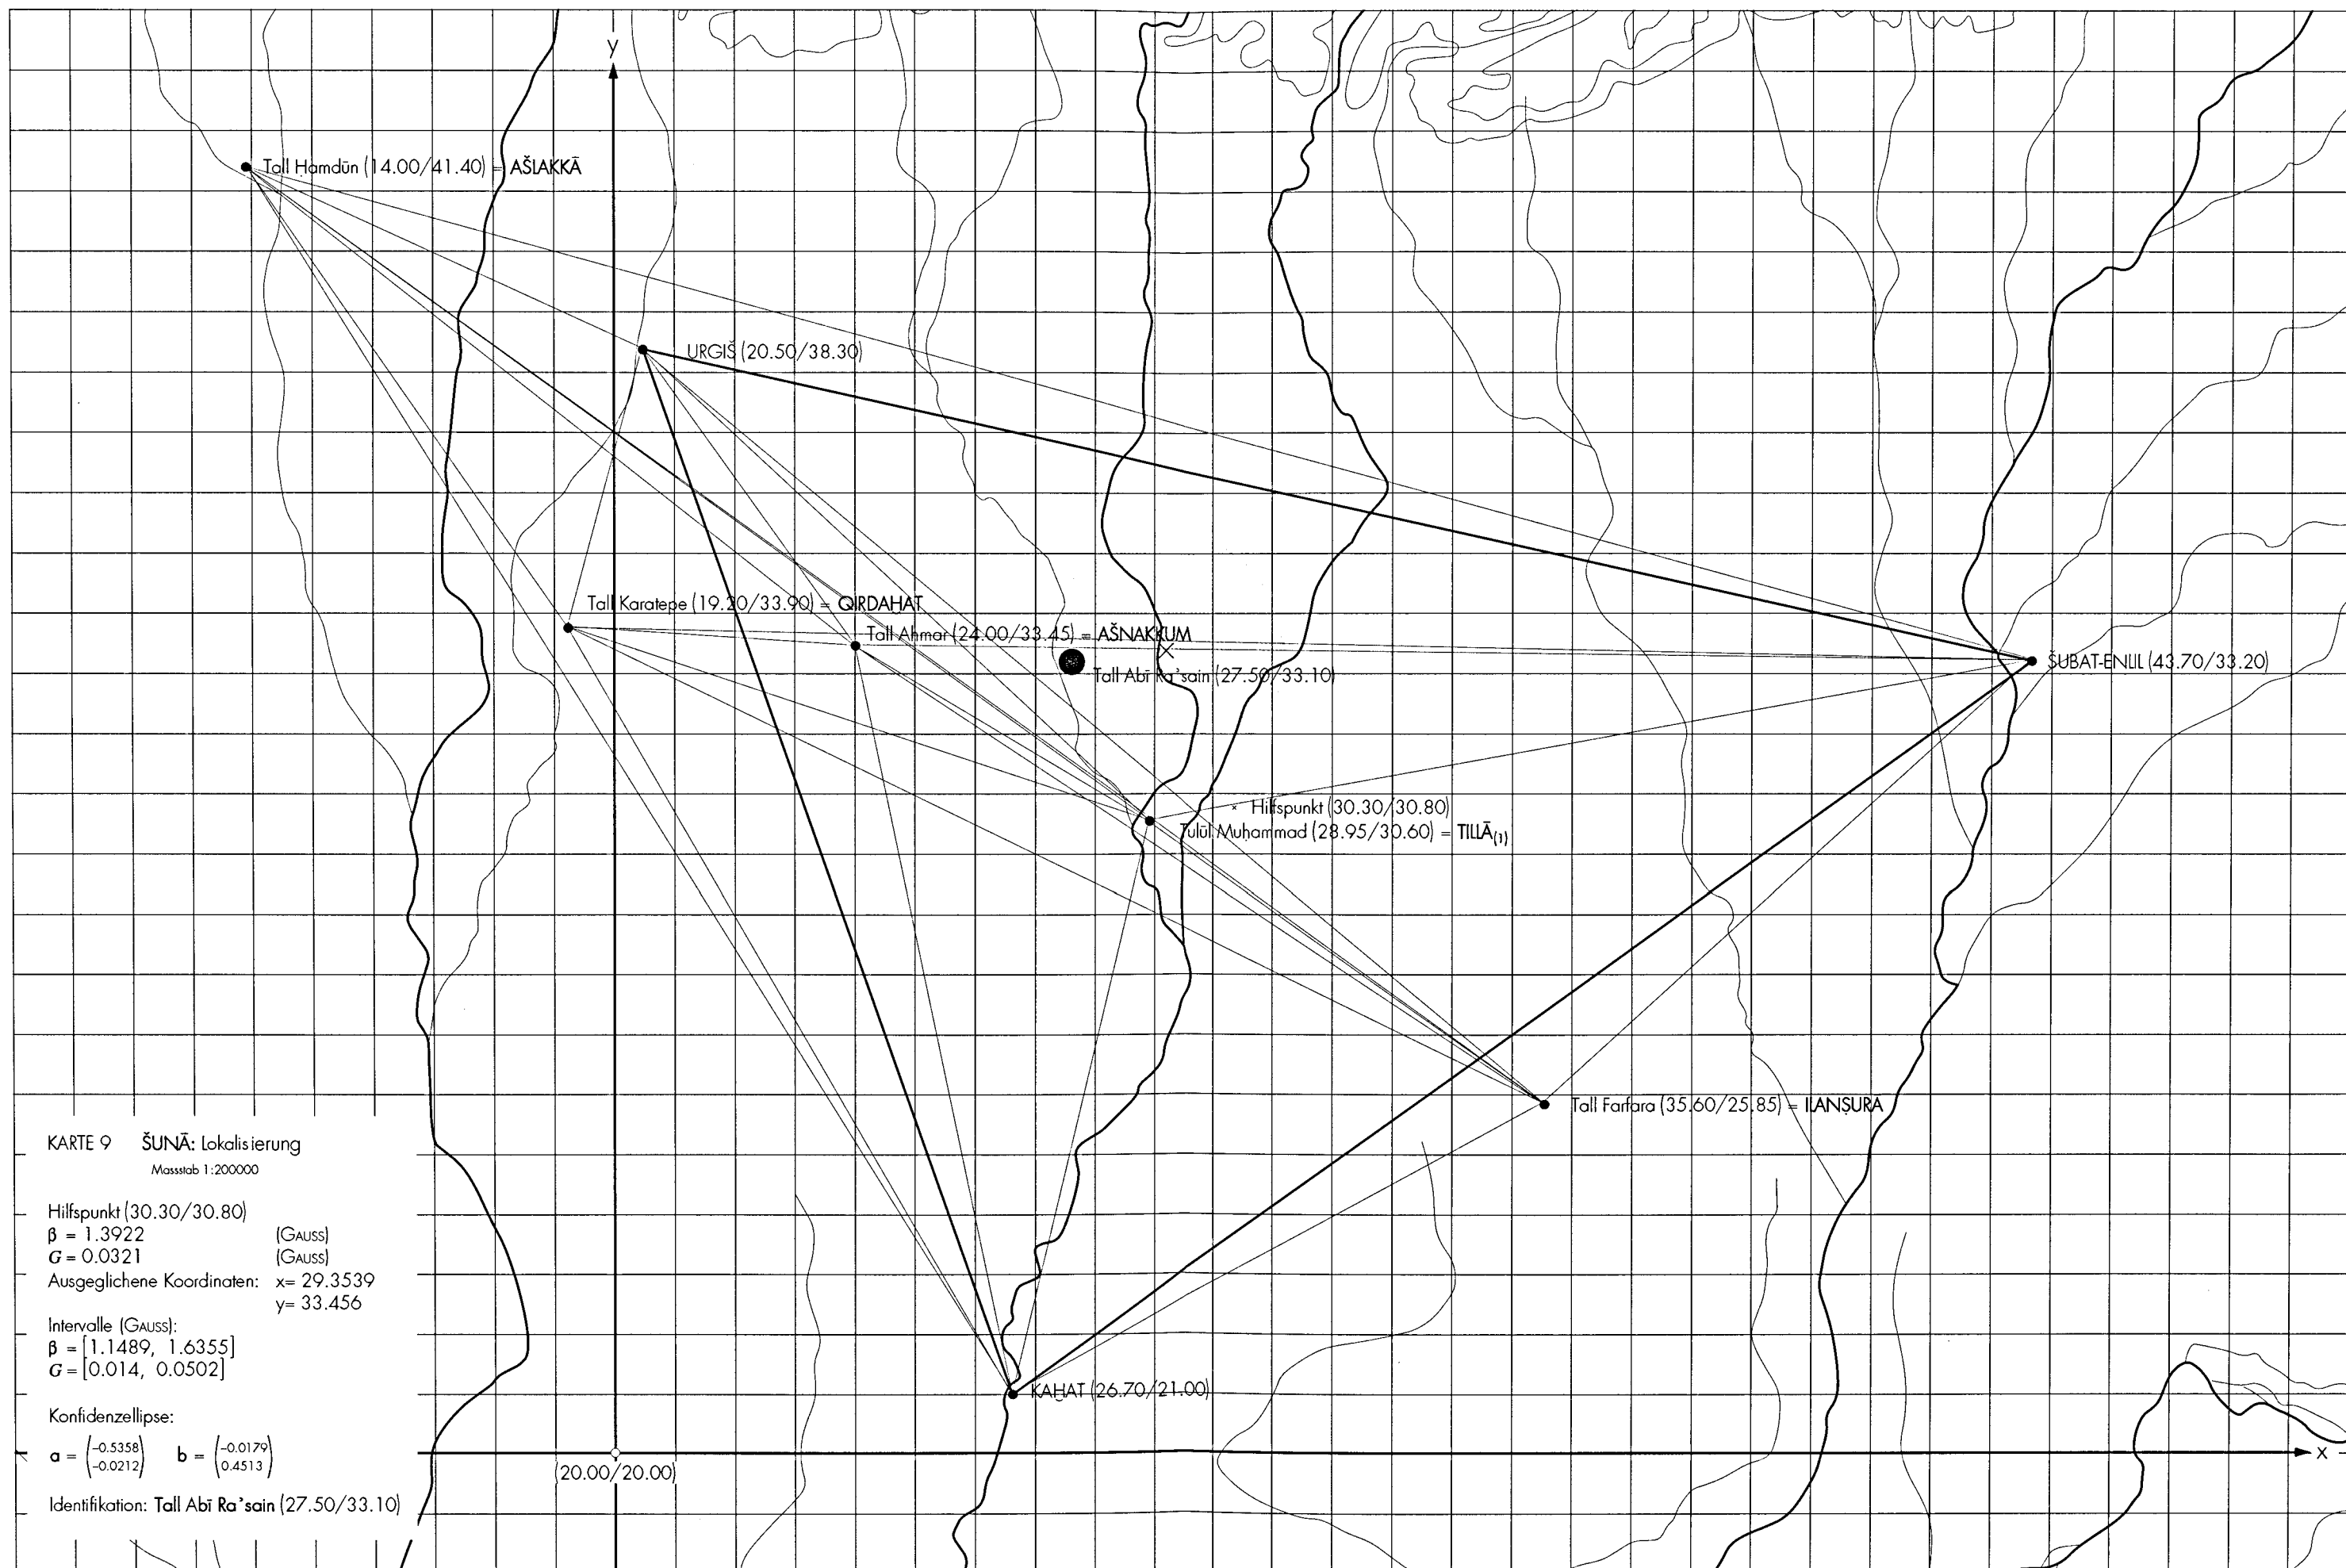 y
Tall Ḥamdūn (14.00/41.40) = AŠLAKKĀ
URGIŠ (20.50/38.30)
Tall Karatepe (19.20/33.90) = QIRDAHAT
Tall Aḥmar (24.00/33.45) = AŠNAKKUM
Tall Abī Ra'sain (27.50/33.10)
ŠUBAT-ENLIL (43.70/33.20)
Hilfspunkt (30.30/30.80)
Tulūl Muḥammad (28.95/30.60) = TILLĀ(1)
Tall Farfara (35.60/25.85) = ILANṢURA
KAḪAT (26.70/21.00)
x
(20.00/20.00)
KARTE 9 ŠUNĀ: Lokalisierung
Massstab 1:200000
Hilfspunkt (30.30/30.80)
β = 1.3922 (GAUSS)
G = 0.0321 (GAUSS)
Ausgeglichene Koordinaten: x= 29.3539
y= 33.456
Intervalle (GAUSS):
β = [1.1489, 1.6355]
G = [0.014, 0.0502]
Konfidenzellipse:
a = (-0.5358 -0.0212) b = (-0.0179 0.4513)
Identifikation: Tall Abī Ra'sain (27.50/33.10)